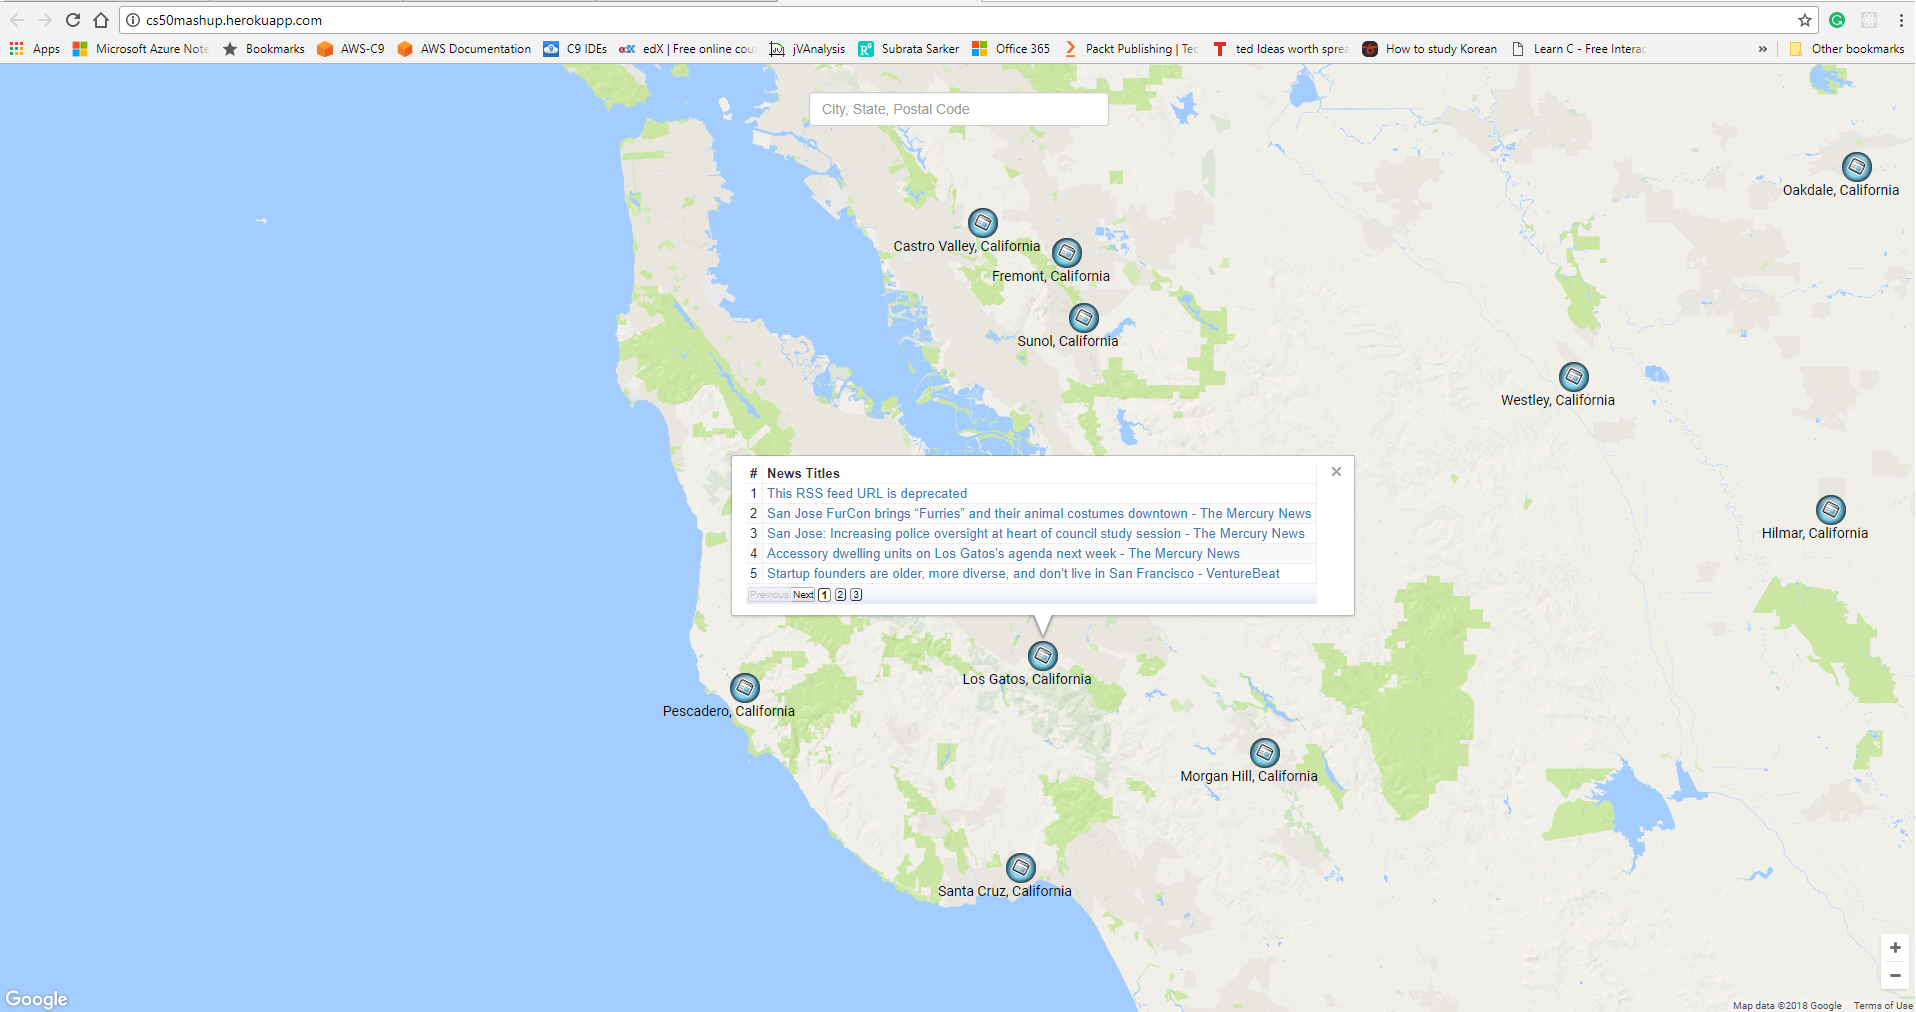 cs50mashup.herokuapp.com
Apps Microsoft Azure Note Bookmarks AWS-C9 AWS Documentation C9 IDEs edX edX | Free online cou jVAnalysis Subrata Sarker Office 365 Packt Publishing | Tec ted Ideas worth sprea How to study Korean Learn C - Free Interac » Other bookmarks
City, State, Postal Code
Oakdale, California
Castro Valley, California
Fremont, California
Sunol, California
Westley, California
# News Titles
1 This RSS feed URL is deprecated
2 San Jose FurCon brings “Furries” and their animal costumes downtown - The Mercury News
3 San Jose: Increasing police oversight at heart of council study session - The Mercury News
4 Accessory dwelling units on Los Gatos's agenda next week - The Mercury News
5 Startup founders are older, more diverse, and don't live in San Francisco - VentureBeat
Previous Next 1 2 3
Hilmar, California
Los Gatos, California
Pescadero, California
Morgan Hill, California
Santa Cruz, California
Google
Map data ©2018 Google Terms of Use